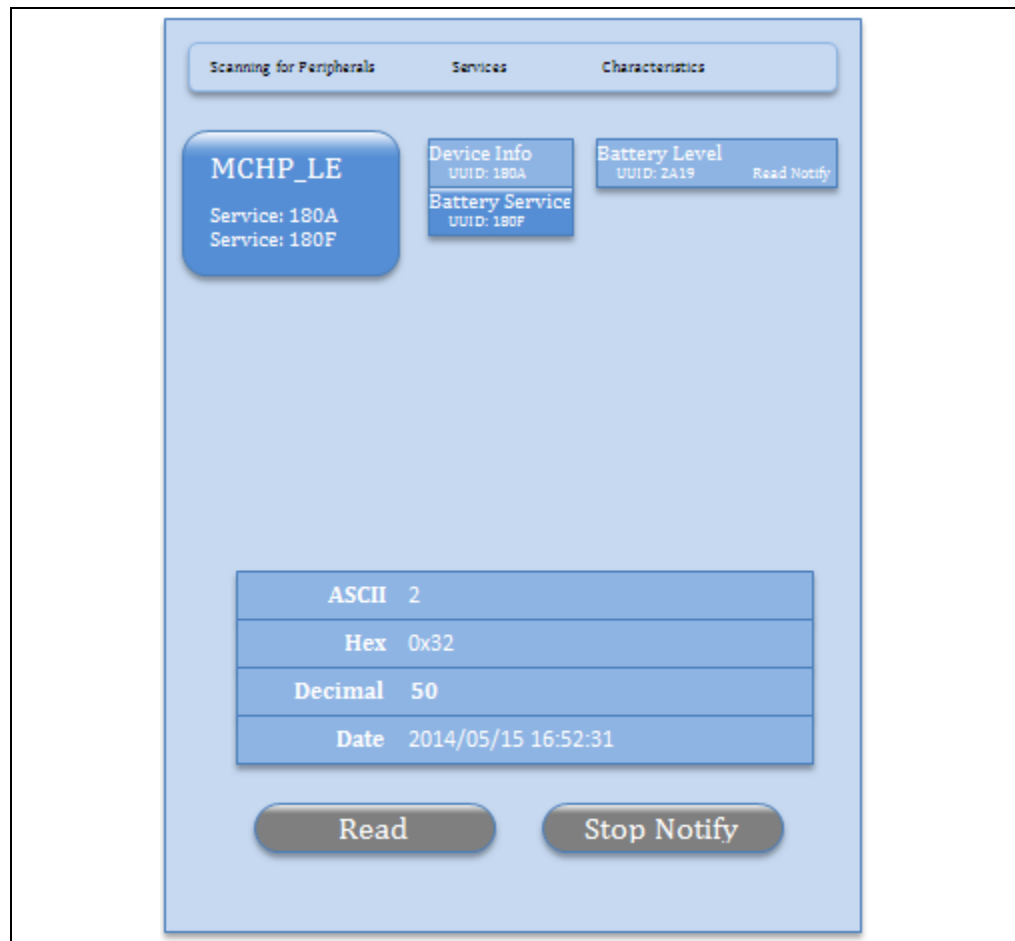 Scanning for Peripherals Services Characteristics
MCHP_LE
Service: 180A
Service: 180F
Device Info
UUID: 180A
Battery Service
UUID: 180F
Battery Level
UUID: 2A19 Read Notify
ASCII 2
Hex 0x32
Decimal 50
Date 2014/05/15 16:52:31
Read Stop Notify